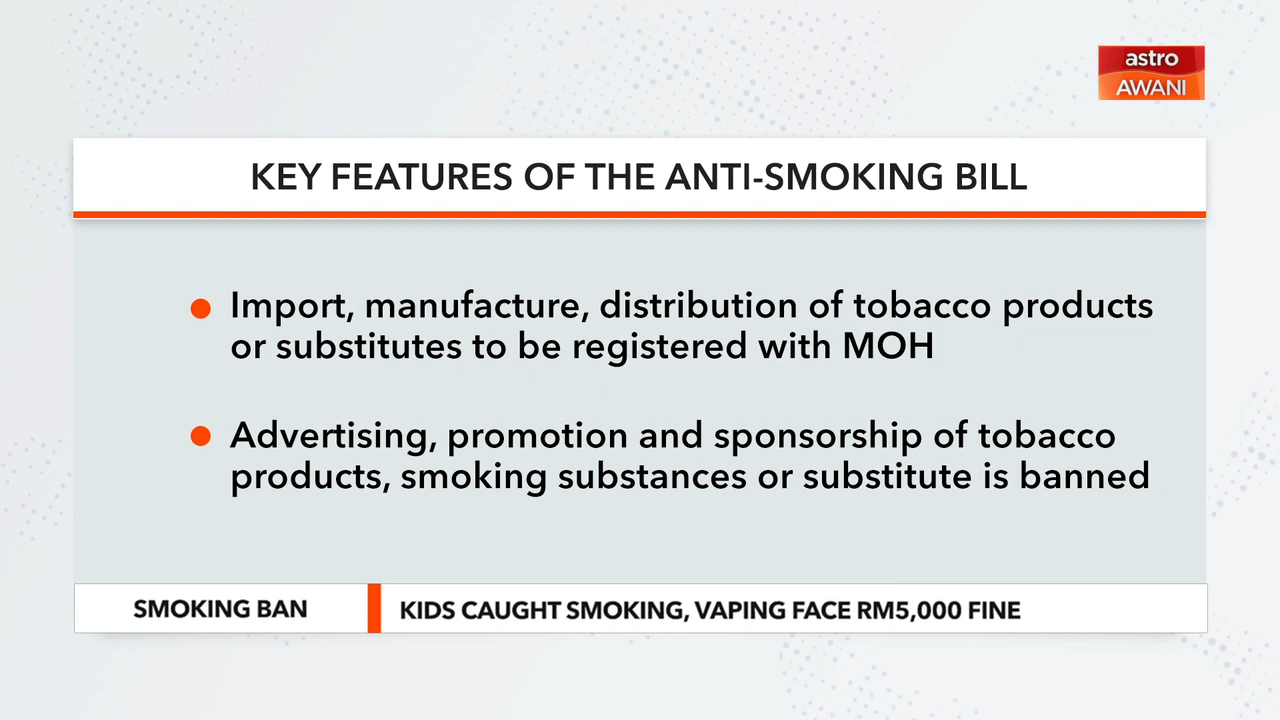 astro
AWANI
KEY FEATURES OF THE ANTI-SMOKING BILL
Import, manufacture, distribution of tobacco products
or substitutes to be registered with MOH
Advertising, promotion and sponsorship of tobacco
products, smoking substances or substitute is banned
SMOKING BAN
KIDS CAUGHT SMOKING, VAPING FACE RM5,000 FINE